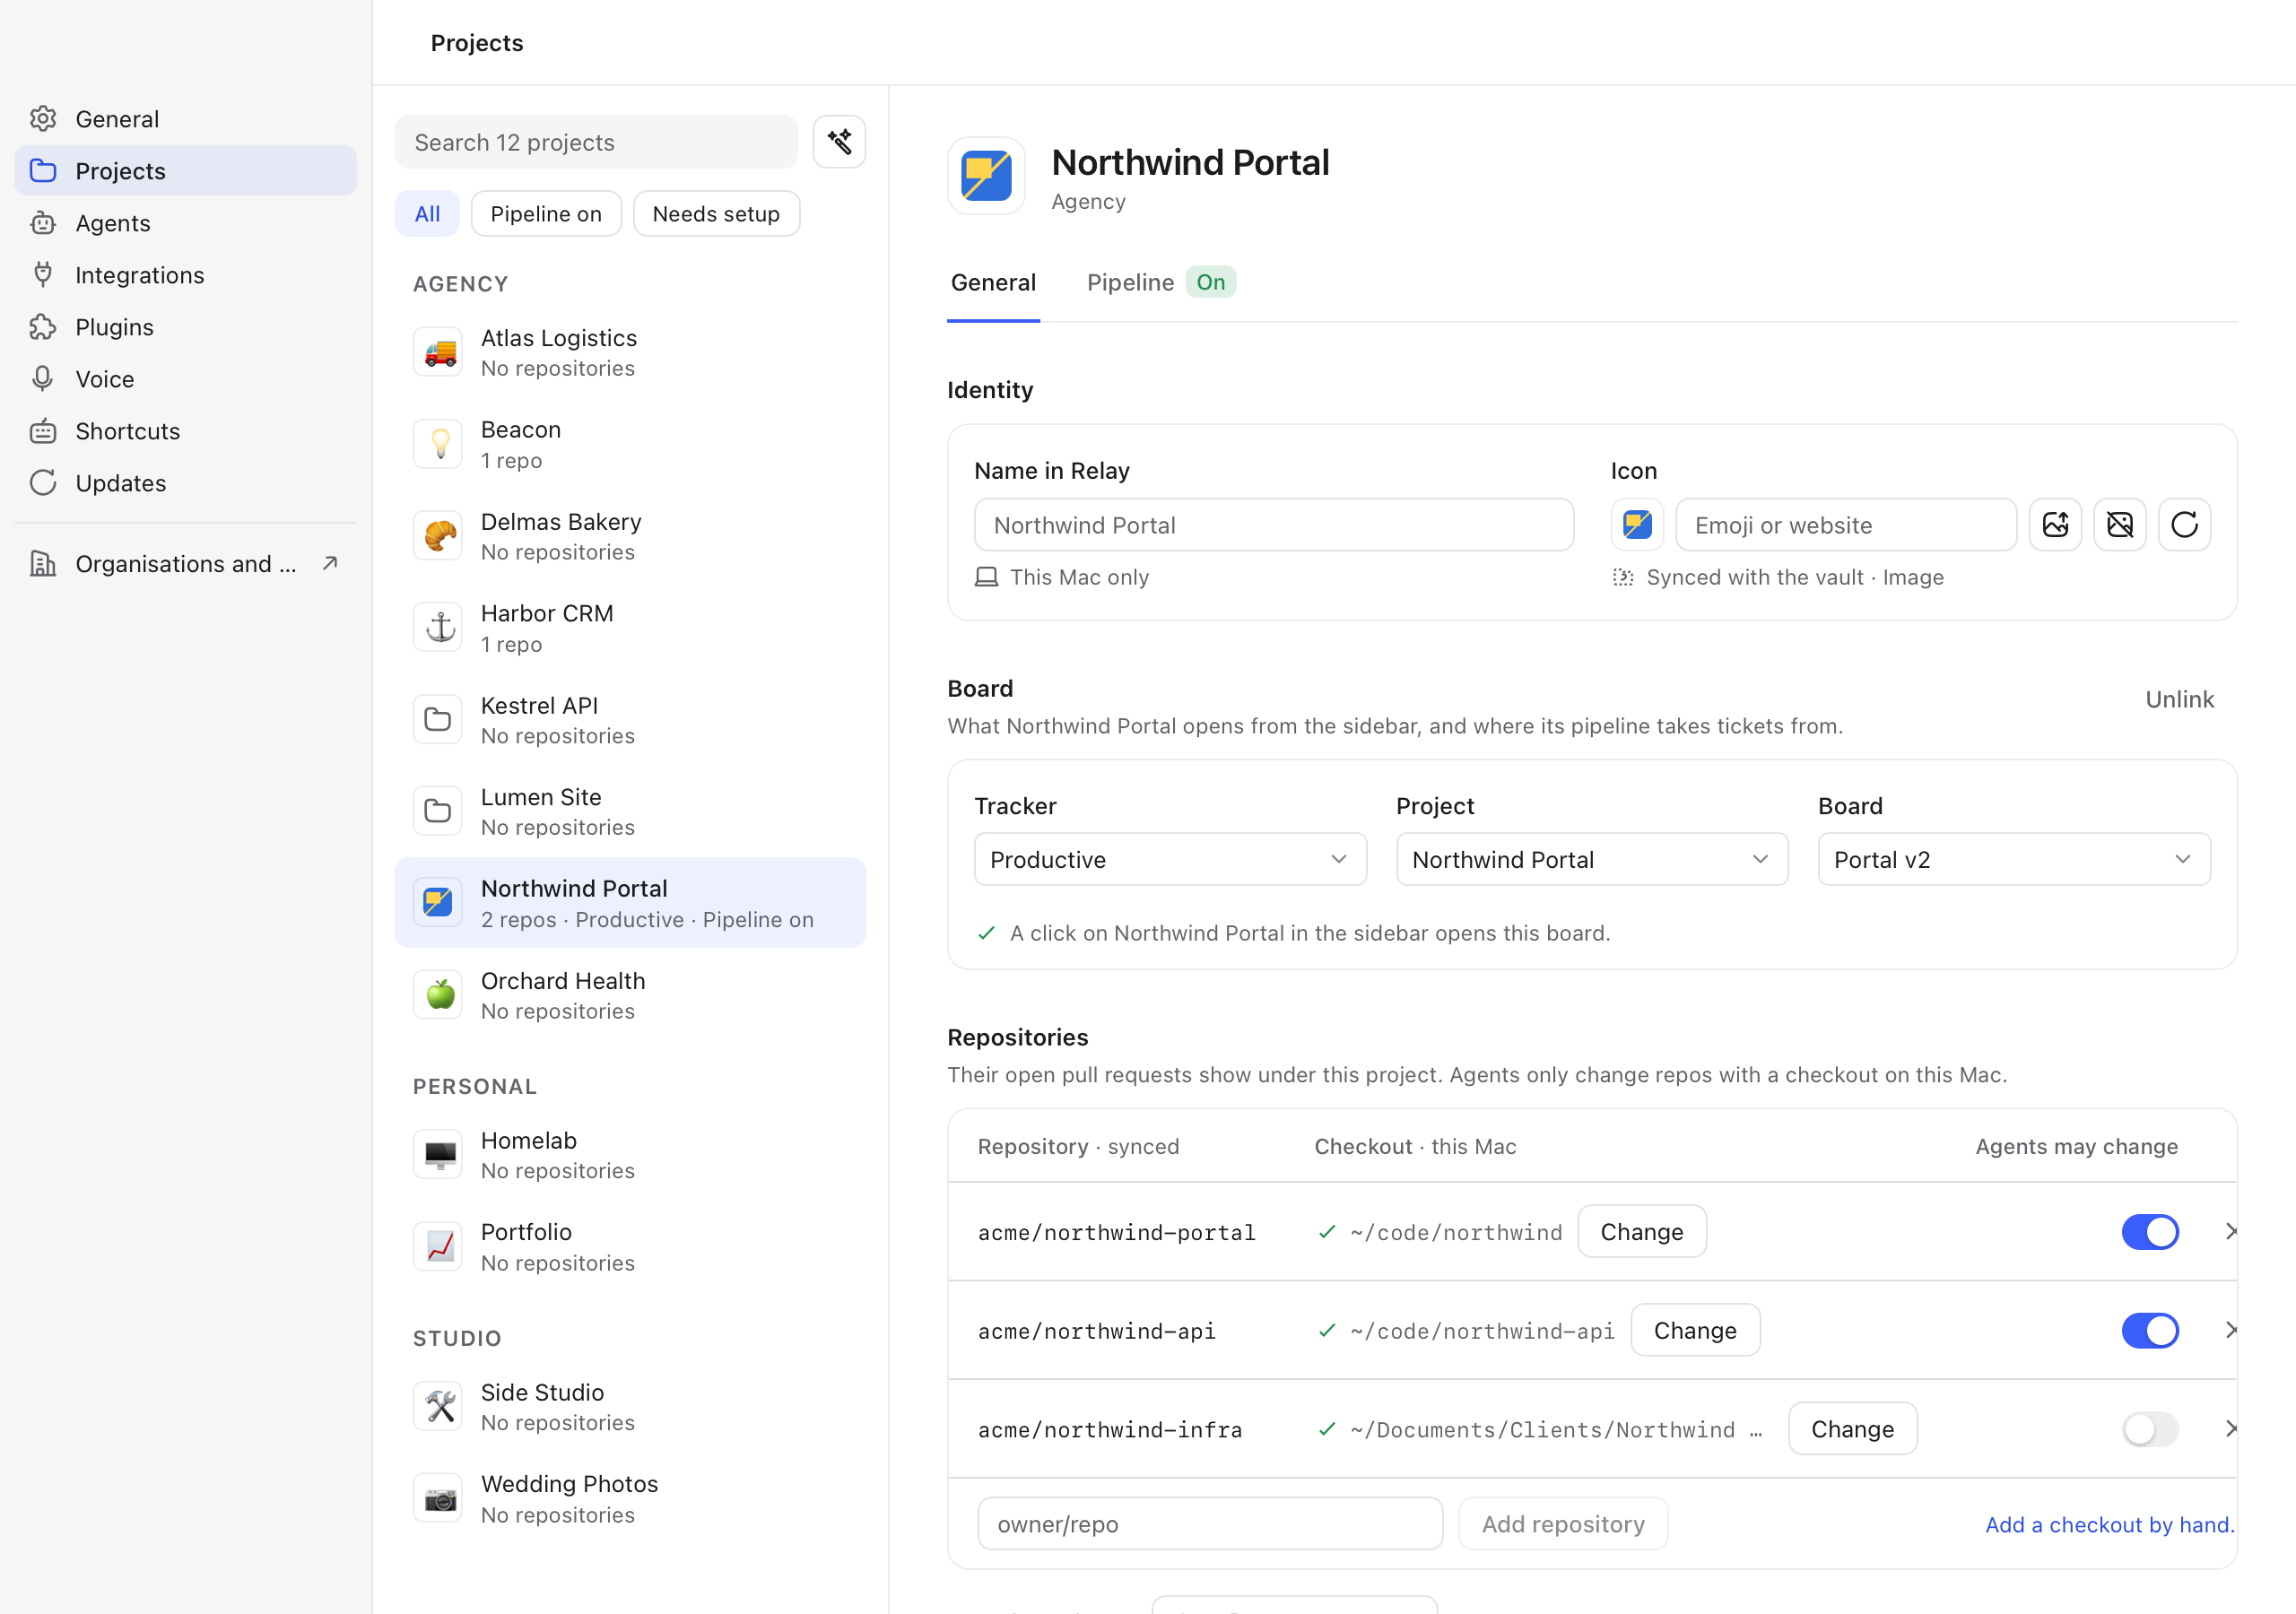 Projects
General
Projects
Agents
Integrations
Plugins
Voice
Shortcuts
Updates
Organisations and ...
Search 12 projects
All
Pipeline on
Needs setup
AGENCY
Atlas Logistics
No repositories
Beacon
1 repo
Delmas Bakery
No repositories
Harbor CRM
1 repo
Kestrel API
No repositories
Lumen Site
No repositories
Northwind Portal
2 repos · Productive · Pipeline on
Orchard Health
No repositories
PERSONAL
Homelab
No repositories
Portfolio
No repositories
STUDIO
Side Studio
No repositories
Wedding Photos
No repositories
Northwind Portal
Agency
General
Pipeline On
Identity
Name in Relay
Northwind Portal
This Mac only
Icon
Emoji or website
Synced with the vault · Image
Board
Unlink
What Northwind Portal opens from the sidebar, and where its pipeline takes tickets from.
Tracker
Productive
Project
Northwind Portal
Board
Portal v2
A click on Northwind Portal in the sidebar opens this board.
Repositories
Their open pull requests show under this project. Agents only change repos with a checkout on this Mac.
Repository · synced
Checkout · this Mac
Agents may change
acme/northwind-portal
~/code/northwind
Change
acme/northwind-api
~/code/northwind-api
Change
acme/northwind-infra
~/Documents/Clients/Northwind …
Change
owner/repo
Add repository
Add a checkout by hand.